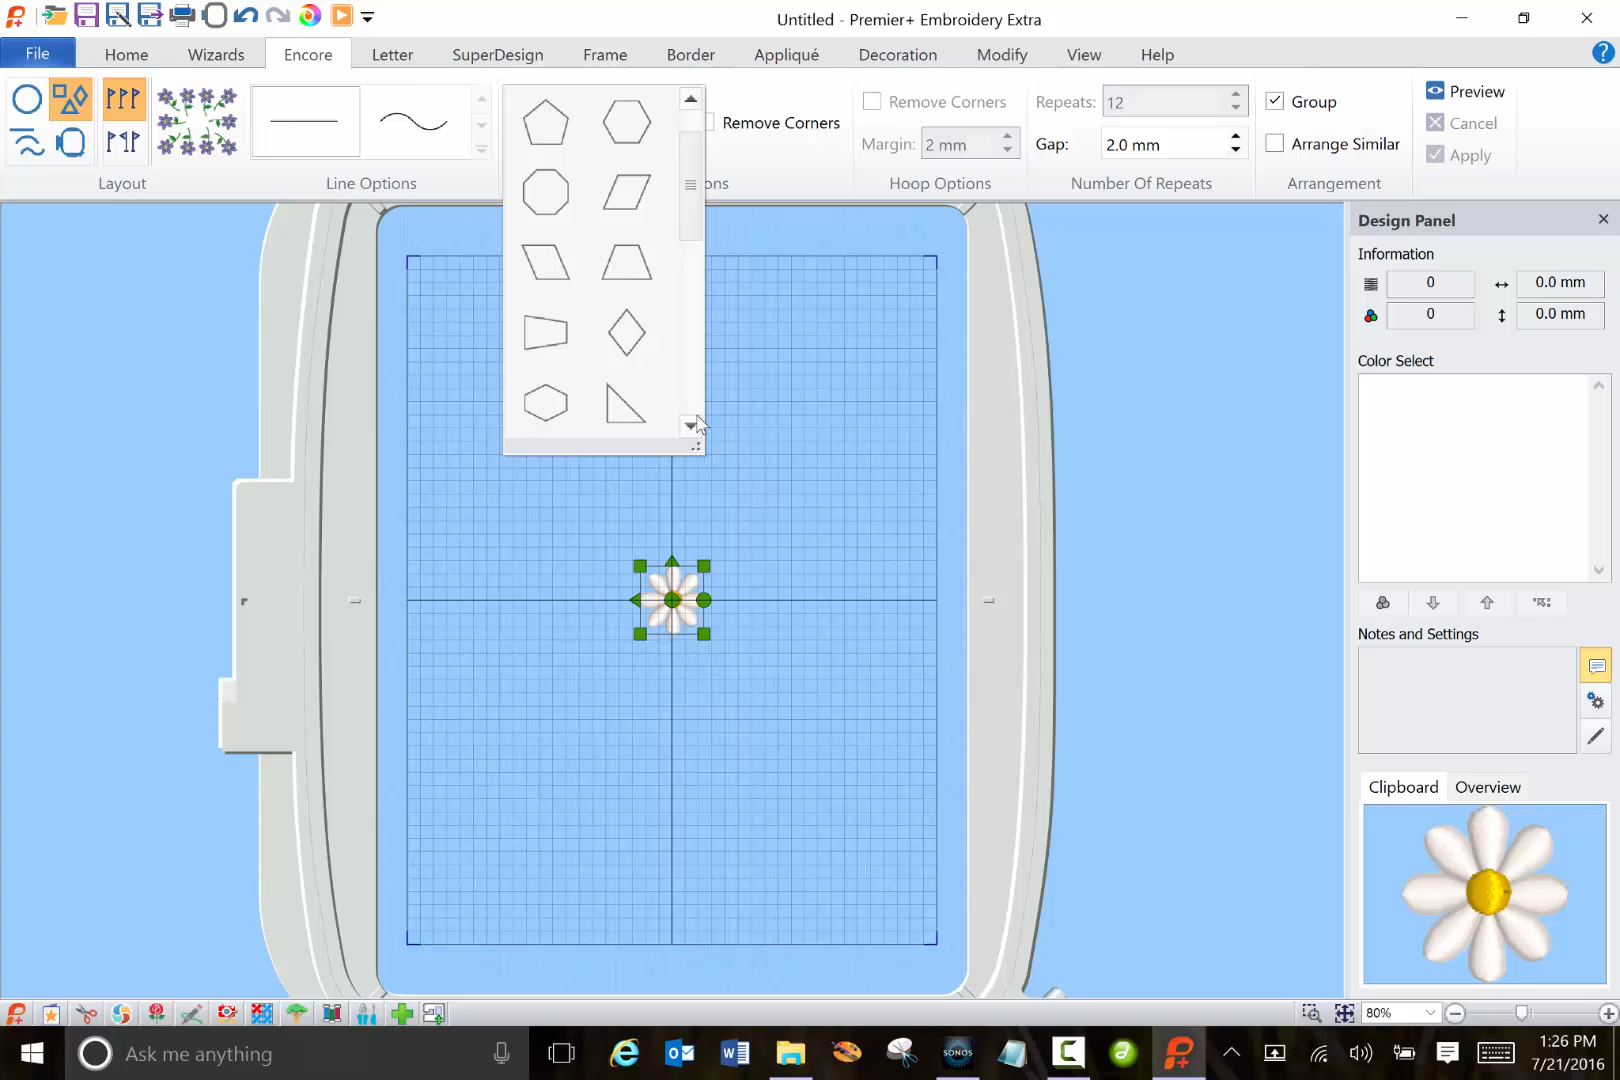 Untitled - Premier+ Embroidery Extra
File Home Wizards Encore Letter SuperDesign Frame Border Appliqué Decoration Modify View Help
Remove Corners
Remove Corners
Margin: 2 mm
Repeats: 12
Gap: 2.0 mm
Group
Arrange Similar
Preview
Cancel
Apply
Layout Line Options ons Hoop Options Number Of Repeats Arrangement
Design Panel
Information
0 0.0 mm
0 0.0 mm
Color Select
Notes and Settings
Clipboard Overview
80%
Ask me anything
SONOS
1:26 PM
7/21/2016